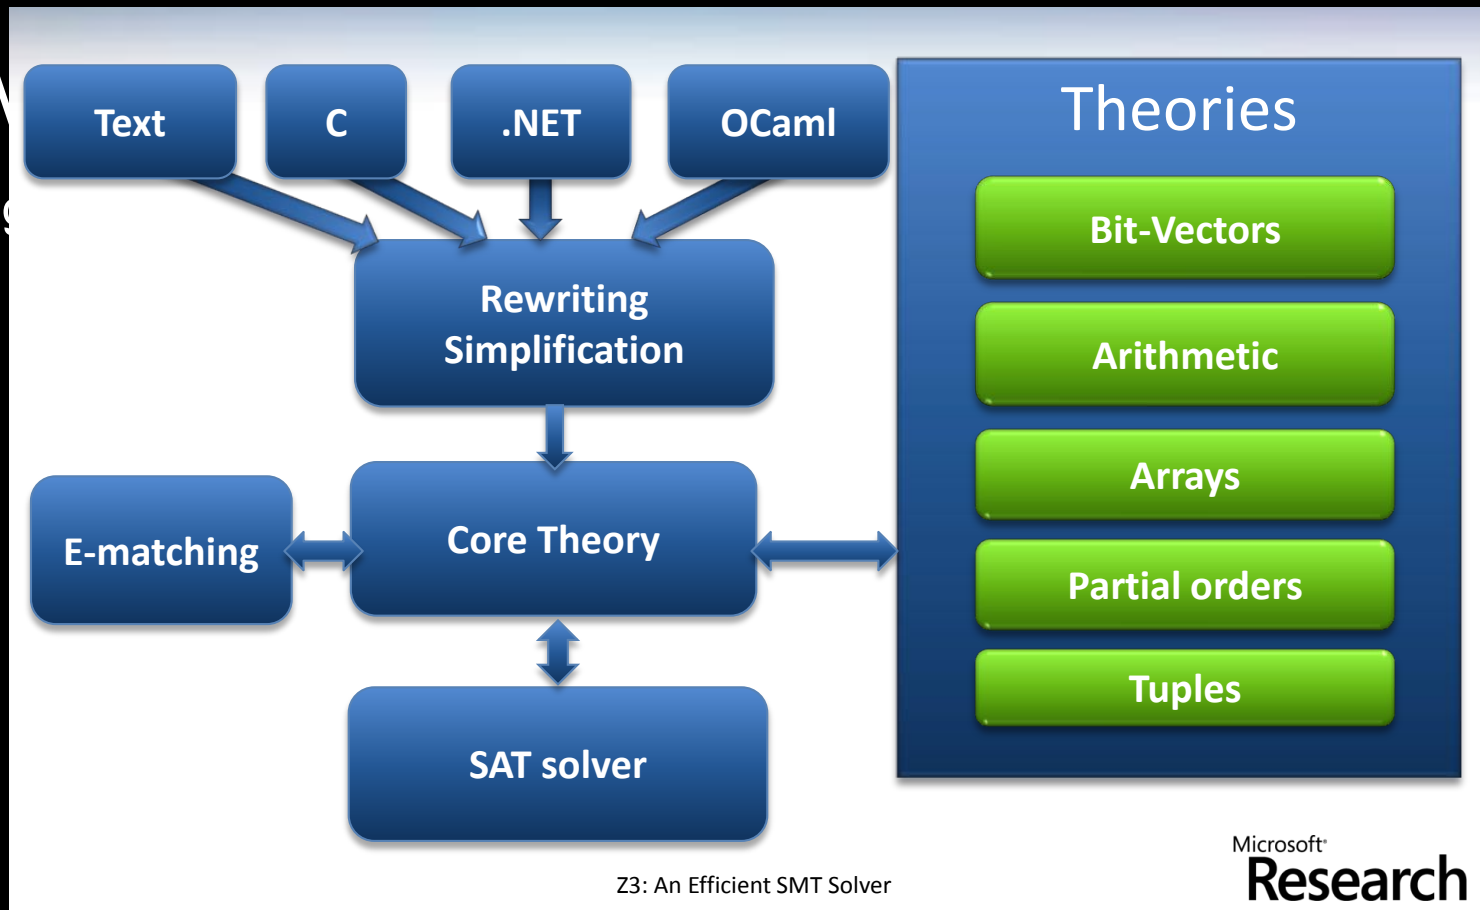 Text
C
.NET
OCaml
Theories
Bit-Vectors
Rewriting
Simplification
Arithmetic
Arrays
E-matching
Core Theory
Partial orders
Tuples
SAT solver
Z3: An Efficient SMT Solver
Microsoft®
Research